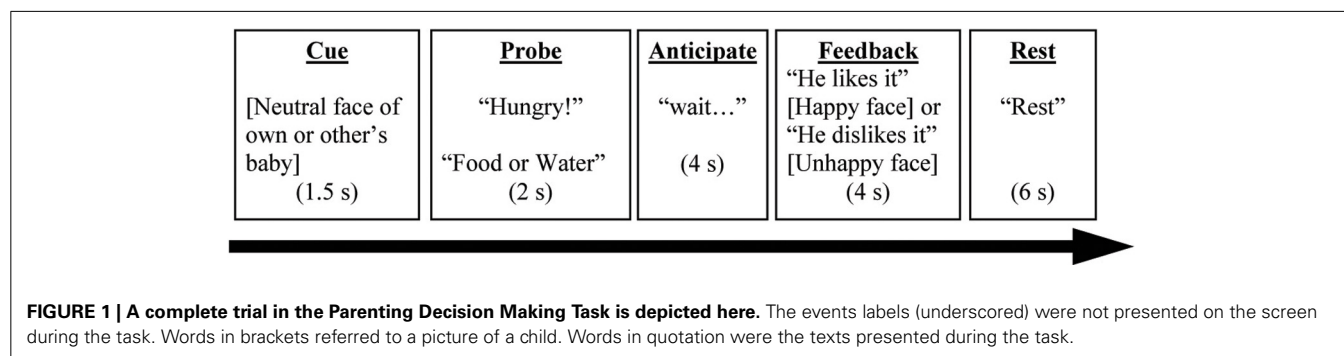 Cue
[Neutral face of
own or other's
baby]
(1.5 s)
Probe
“Hungry!”
“Food or Water”
(2 s)
Anticipate
“wait...”
(4 s)
Feedback
“He likes it”
[Happy face] or
“He dislikes it”
[Unhappy face]
(4 s)
Rest
“Rest”
(6 s)
FIGURE 1 | A complete trial in the Parenting Decision Making Task is depicted here. The events labels (underscored) were not presented on the screen
during the task. Words in brackets referred to a picture of a child. Words in quotation were the texts presented during the task.